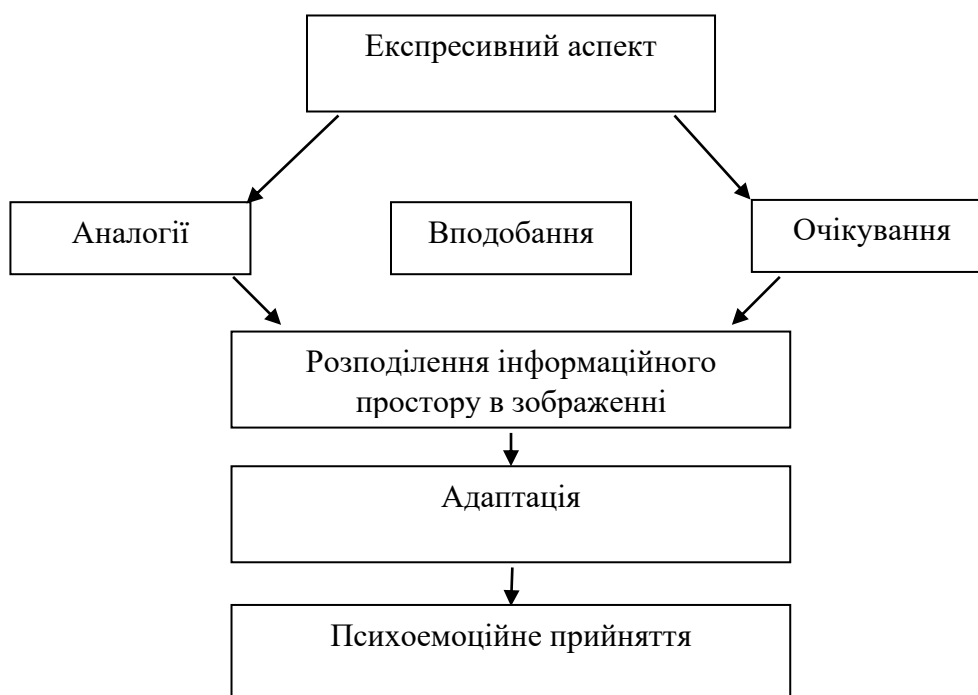 Експресивний аспект
Аналогії
Вподобання
Очікування
Розподілення інформаційного
простору в зображенні
Адаптація
Психоемоційне прийняття